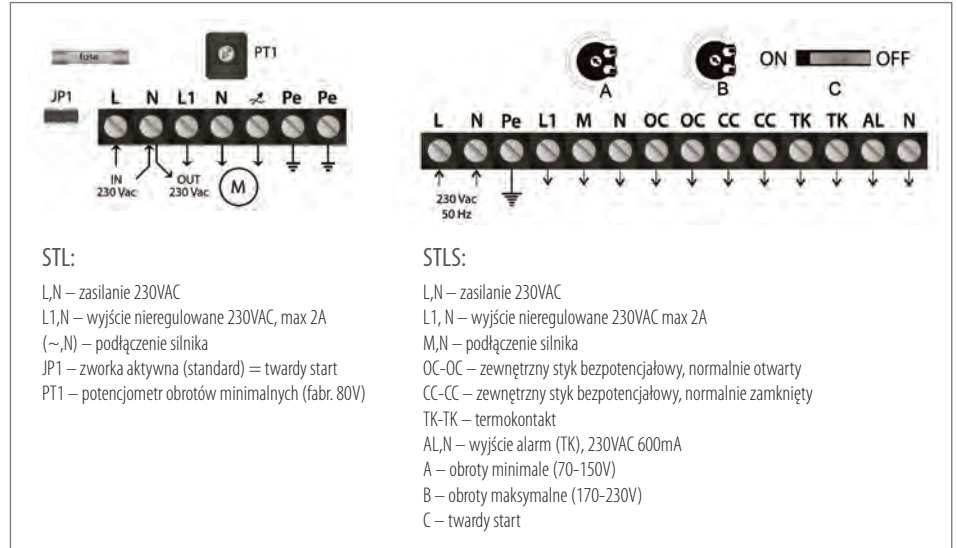 fuse
PT1
JP1
L N L1 N Pe Pe
IN
230 Vac
OUT
230 Vac
M
A
B
ON OFF
C
L N Pe L1 M N OC OC CC CC TK TK AL N
230 Vac
50 Hz
STL:
L,N – zasilanie 230VAC
L1,N – wyjście nieregulowane 230VAC, max 2A
(~,N) – podłączenie silnika
JP1 – zworka aktywna (standard) = twardy start
PT1 – potencjometr obrotów minimalnych (fabr. 80V)
STLS:
L,N – zasilanie 230VAC
L1, N – wyjście nieregulowane 230VAC max 2A
M,N – podłączenie silnika
OC-OC – zewnętrzny styk bezpotencjałowy, normalnie otwarty
CC-CC – zewnętrzny styk bezpotencjałowy, normalnie zamknięty
TK-TK – termokontakt
AL,N – wyjście alarm (TK), 230VAC 600mA
A – obroty minimale (70-150V)
B – obroty maksymalne (170-230V)
C – twardy start